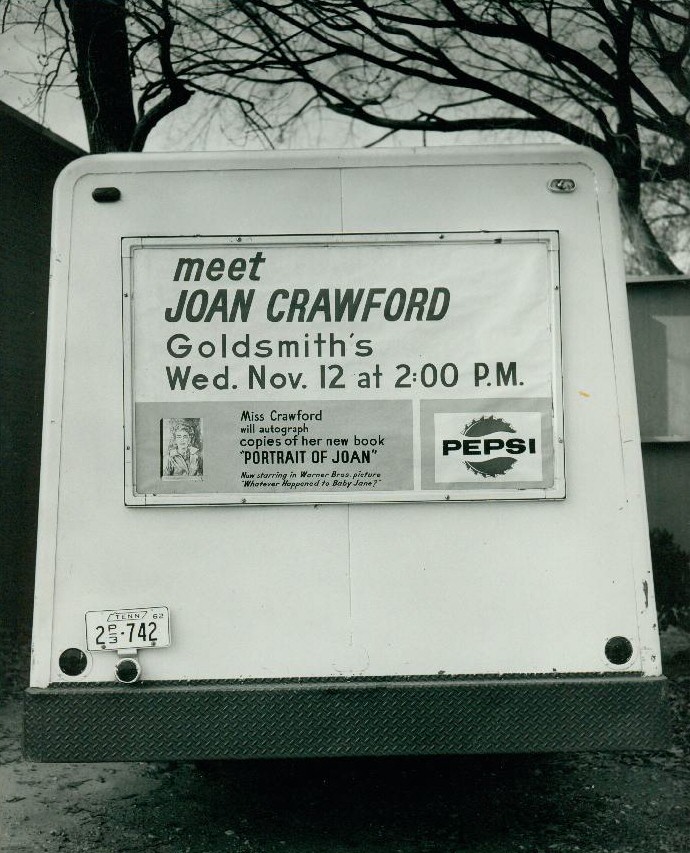 meet
JOAN CRAWFORD
Goldsmith's
Wed. Nov. 12 at 2:00 P.M.
Miss Crawford
will autograph
copies of her new book
"PORTRAIT OF JOAN"
Now starring in Warner Bros. picture
"Whatever Happened to Baby Jane?"
PEPSI
TENN 62
2 P/3-742